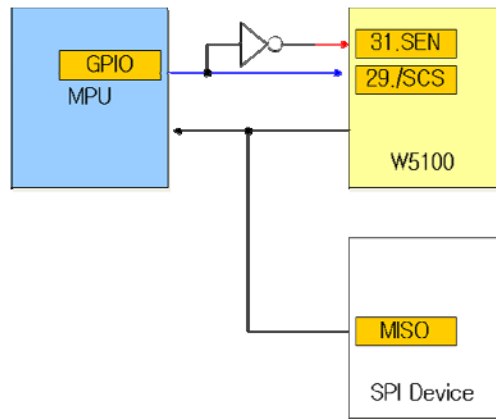 GPIO
MPU
31.SEN
29./SCS
W5100
MISO
SPI Device